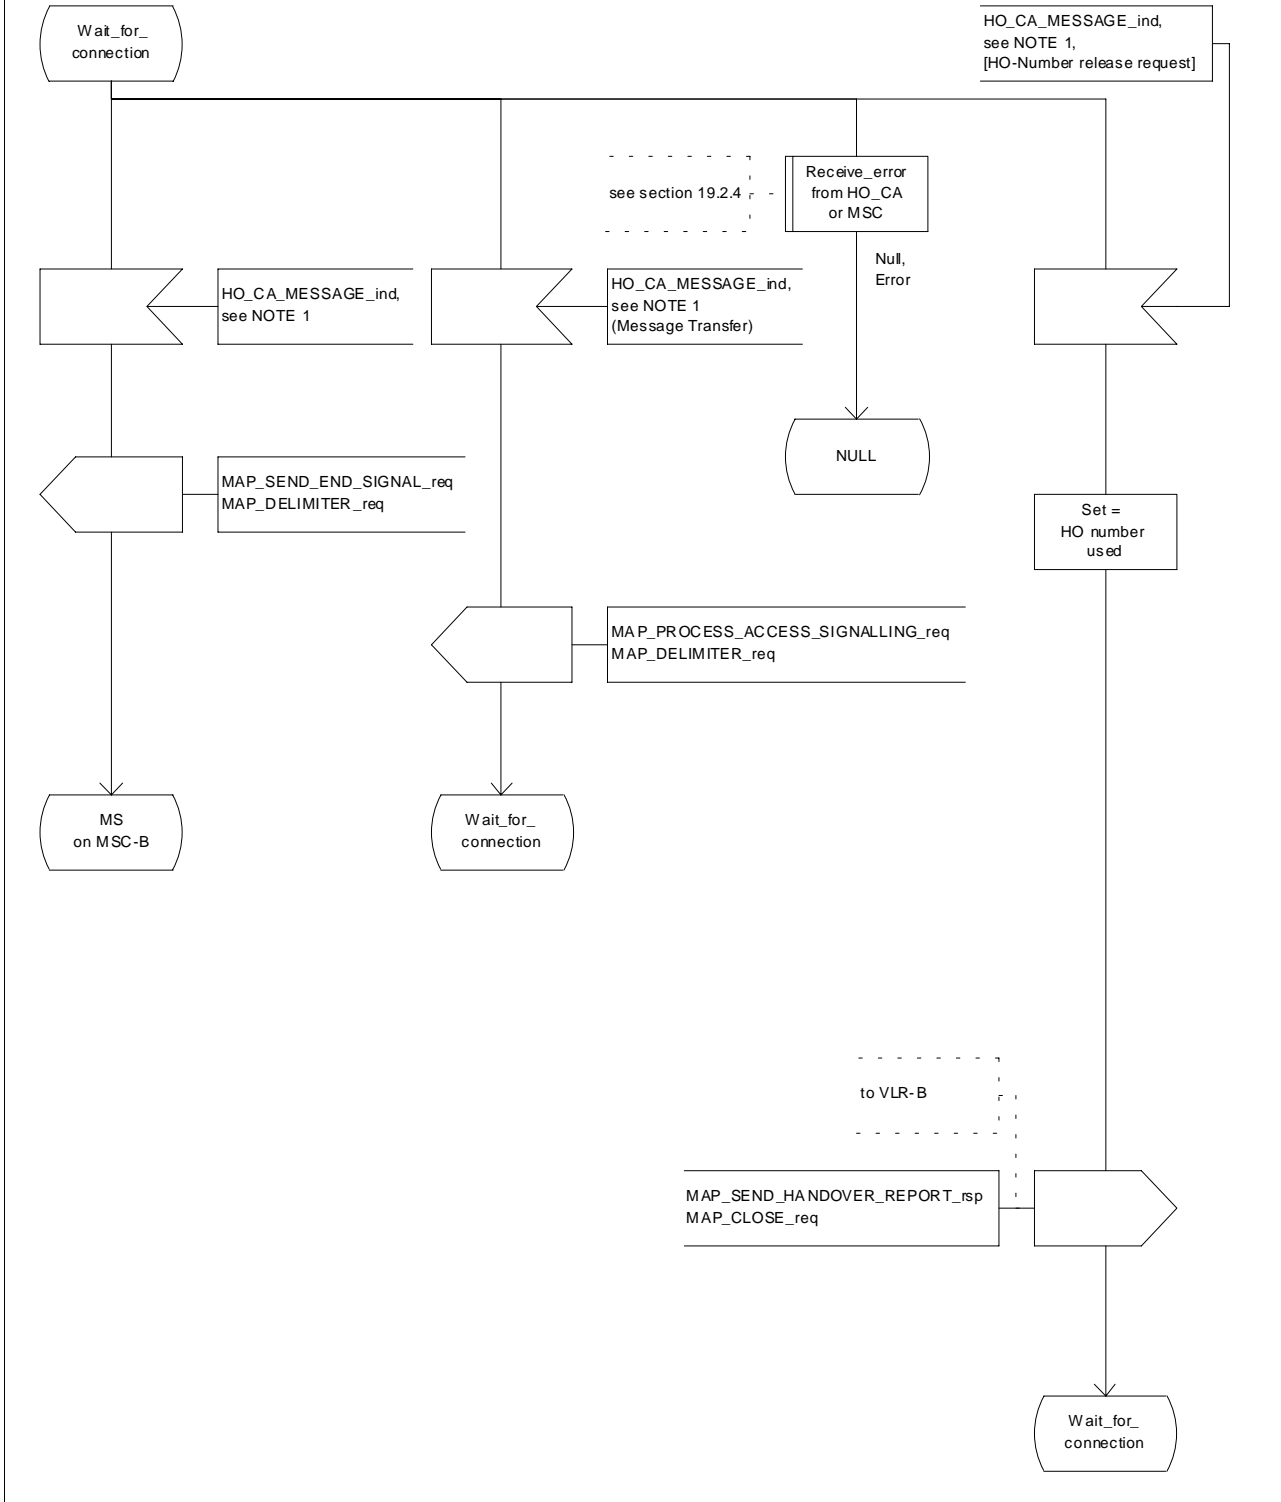 Wait_for_
connection
HO_CA_MESSAGE_ind,
see NOTE 1,
[HO-Number release request]
see section 19.2.4
Receive_error
from HO_CA
or MSC
Null,
Error
HO_CA_MESSAGE_ind,
see NOTE 1
HO_CA_MESSAGE_ind,
see NOTE 1
(Message Transfer)
NULL
MAP_SEND_END_SIGNAL_req
MAP_DELIMITER_req
Set =
HO number
used
MAP_PROCESS_ACCESS_SIGNALLING_req
MAP_DELIMITER_req
MS
on MSC-B
Wait_for_
connection
to VLR-B
MAP_SEND_HANDOVER_REPORT_rsp
MAP_CLOSE_req
Wait_for_
connection